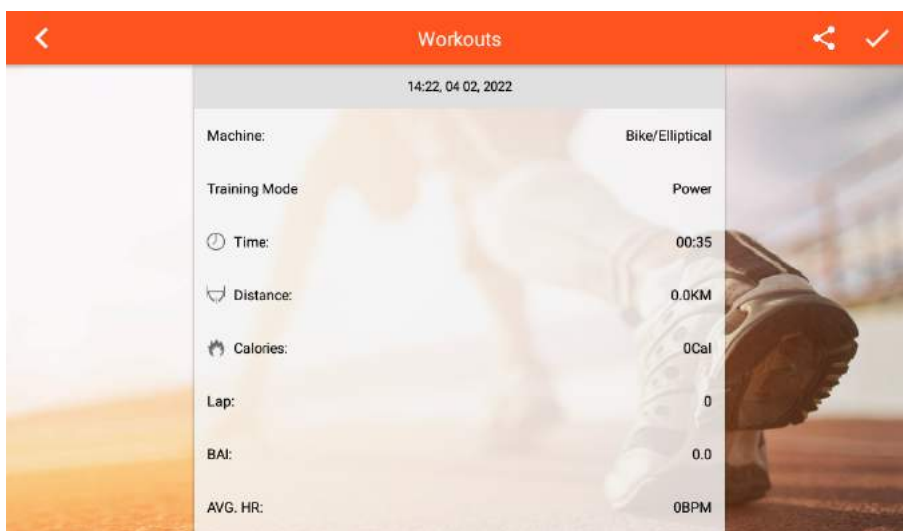 Workouts
14:22, 04 02, 2022
Machine: Bike/Elliptical
Training Mode Power
Time: 00:35
Distance: 0.0KM
Calories: 0Cal
Lap: 0
BAI: 0.0
AVG. HR: 0BPM